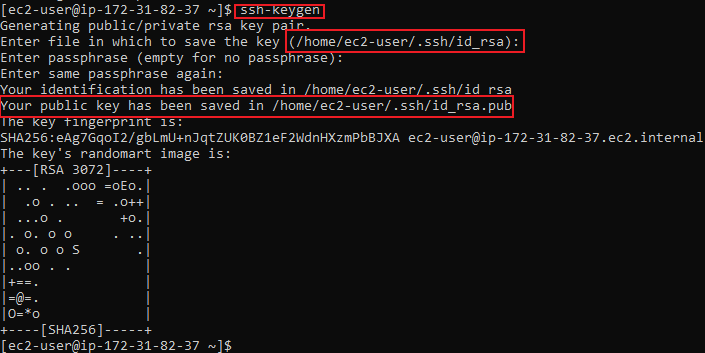 [ec2-user@ip-172-31-82-37 ~]$ ssh-keygen
Generating public/private rsa key pair.
Enter file in which to save the key (/home/ec2-user/.ssh/id_rsa):
Enter passphrase (empty for no passphrase):
Enter same passphrase again:
Your identification has been saved in /home/ec2-user/.ssh/id_rsa
Your public key has been saved in /home/ec2-user/.ssh/id_rsa.pub
The key fingerprint is:
SHA256:eAg7GqoI2/gbLmU+nJqtZUK0BZ1eF2WdnHXzmPbBJXA ec2-user@ip-172-31-82-37.ec2.internal
The key's randomart image is:
+---[RSA 3072]----+
| .. .  .ooo =oEo.|
|  .o . ..  = .o++|
|  ...o .      +o.|
|. o. o o     . ..|
| o. o o S       .|
|..oo . .         |
|+==.             |
|=@=.             |
|O=*o             |
+----[SHA256]-----+
[ec2-user@ip-172-31-82-37 ~]$